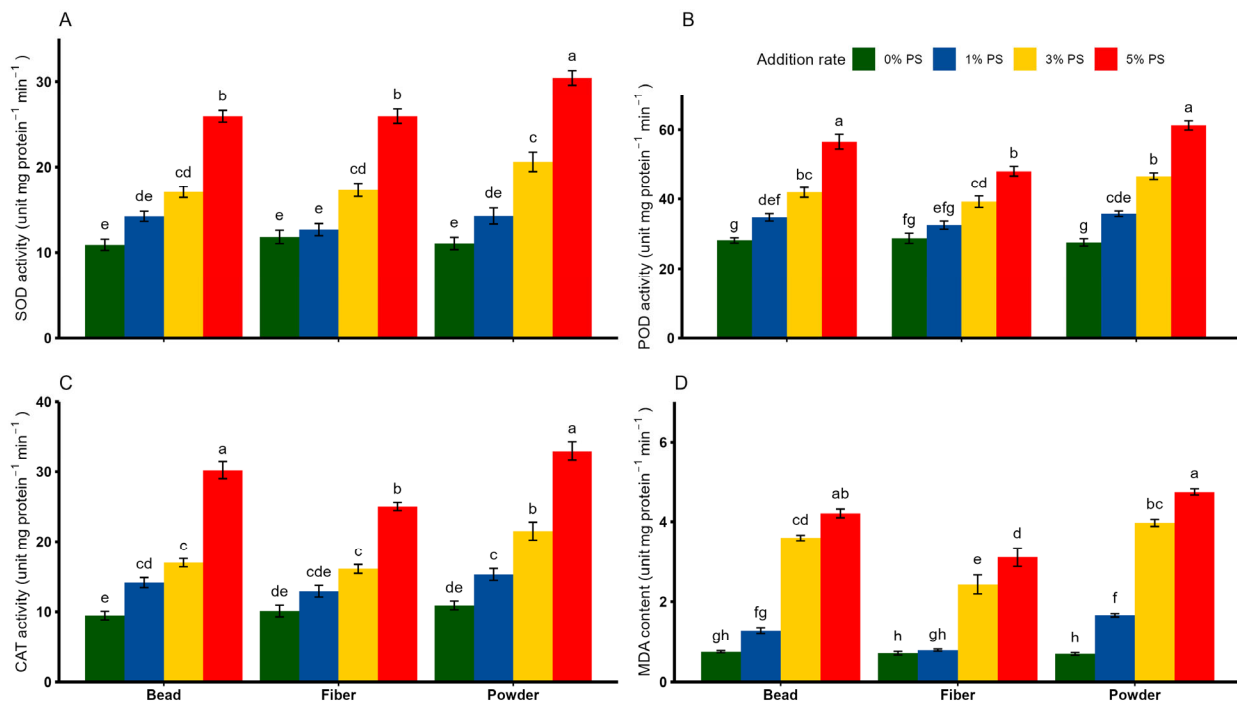 A
SOD activity (unit mg protein⁻¹ min⁻¹ )
30
20
10
0
e
de
cd
b
e
e
cd
b
e
de
c
a
B
Addition rate 0% PS 1% PS 3% PS 5% PS
POD activity (unit mg protein⁻¹ min⁻¹ )
60
40
20
0
g
def
bc
a
fg
efg
cd
b
g
cde
b
a
C
CAT activity (unit mg protein⁻¹ min⁻¹ )
40
30
20
10
0
e
cd
c
a
de
cde
c
b
de
c
b
a
Bead Fiber Powder
D
MDA content (unit mg protein⁻¹ min⁻¹ )
6
4
2
0
gh
fg
cd
ab
h
gh
e
d
h
f
bc
a
Bead Fiber Powder